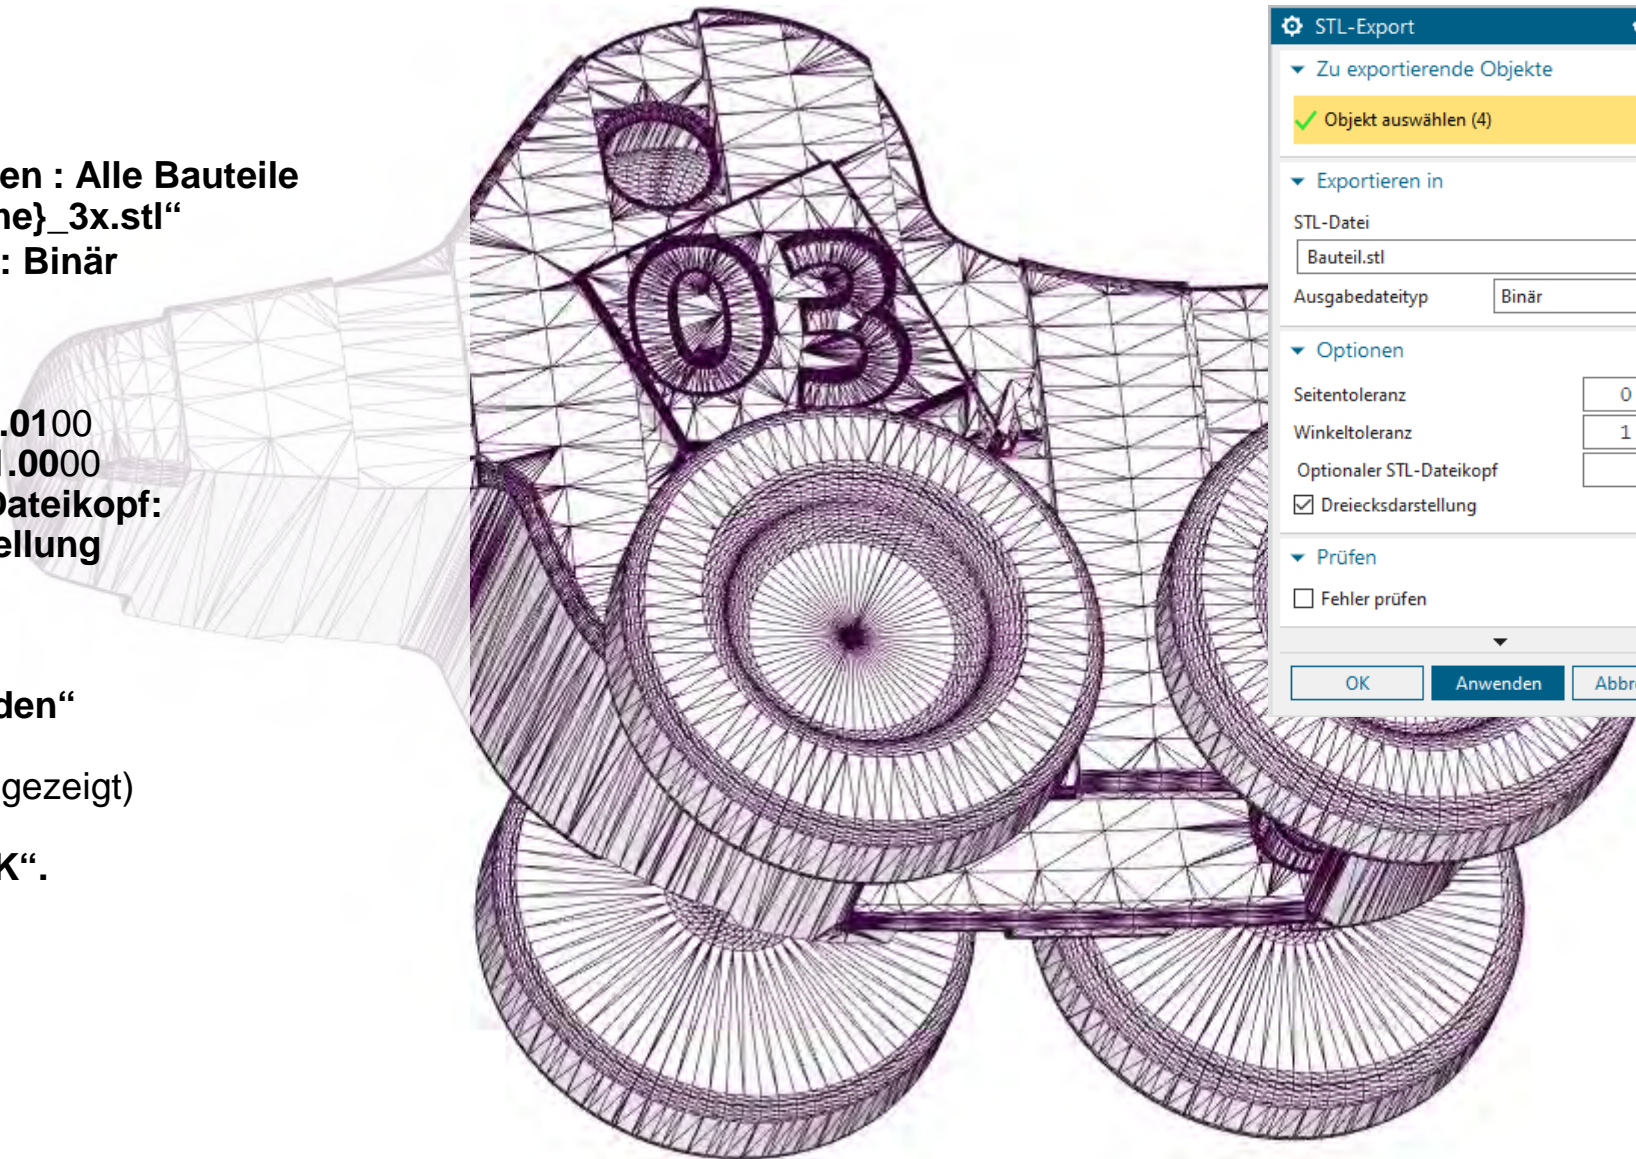 en : Alle Bauteile
ne}_3x.stl“
: Binär
.0100
1.0000
Dateikopf:
ellung
den“
gezeigt)
K“.
03
STL-Export
Zu exportierende Objekte
Objekt auswählen (4)
Exportieren in
STL-Datei
Bauteil.stl
Ausgabedateityp Binär
Optionen
Seitentoleranz 0
Winkeltoleranz 1
Optionaler STL-Dateikopf
Dreiecksdarstellung
Prüfen
Fehler prüfen
OK Anwenden Abbr